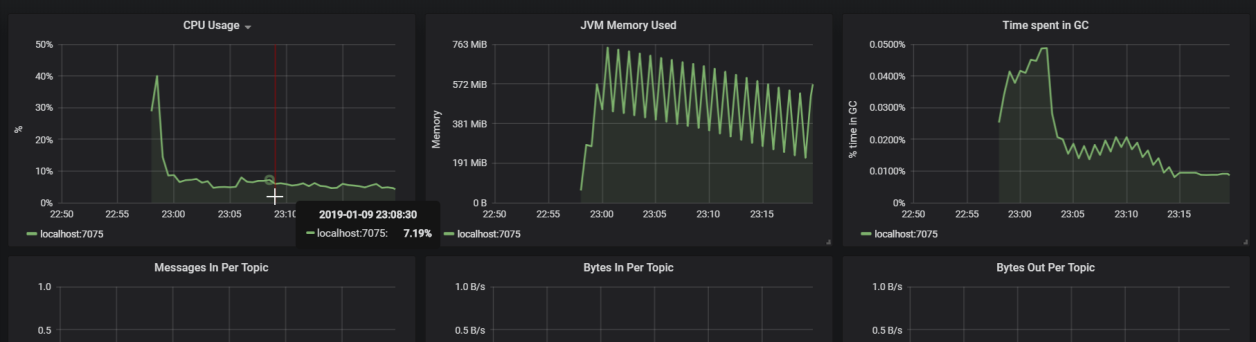 CPU Usage
50%
40%
30%
20%
10%
0%
%
22:50 22:55 23:00 23:05 23:10
2019-01-09 23:08:30
localhost:7075: 7.19%
localhost:7075
JVM Memory Used
763 MiB
572 MiB
381 MiB
191 MiB
0 B
Memory
22:50 22:55 23:00 23:05 23:10 23:15
localhost:7075
Time spent in GC
0.0500%
0.0400%
0.0300%
0.0200%
0.0100%
0%
% time in GC
22:50 22:55 23:00 23:05 23:10 23:15
localhost:7075
Messages In Per Topic
1.0
0.5
Bytes In Per Topic
1.0 B/s
0.5 B/s
Bytes Out Per Topic
1.0 B/s
0.5 B/s